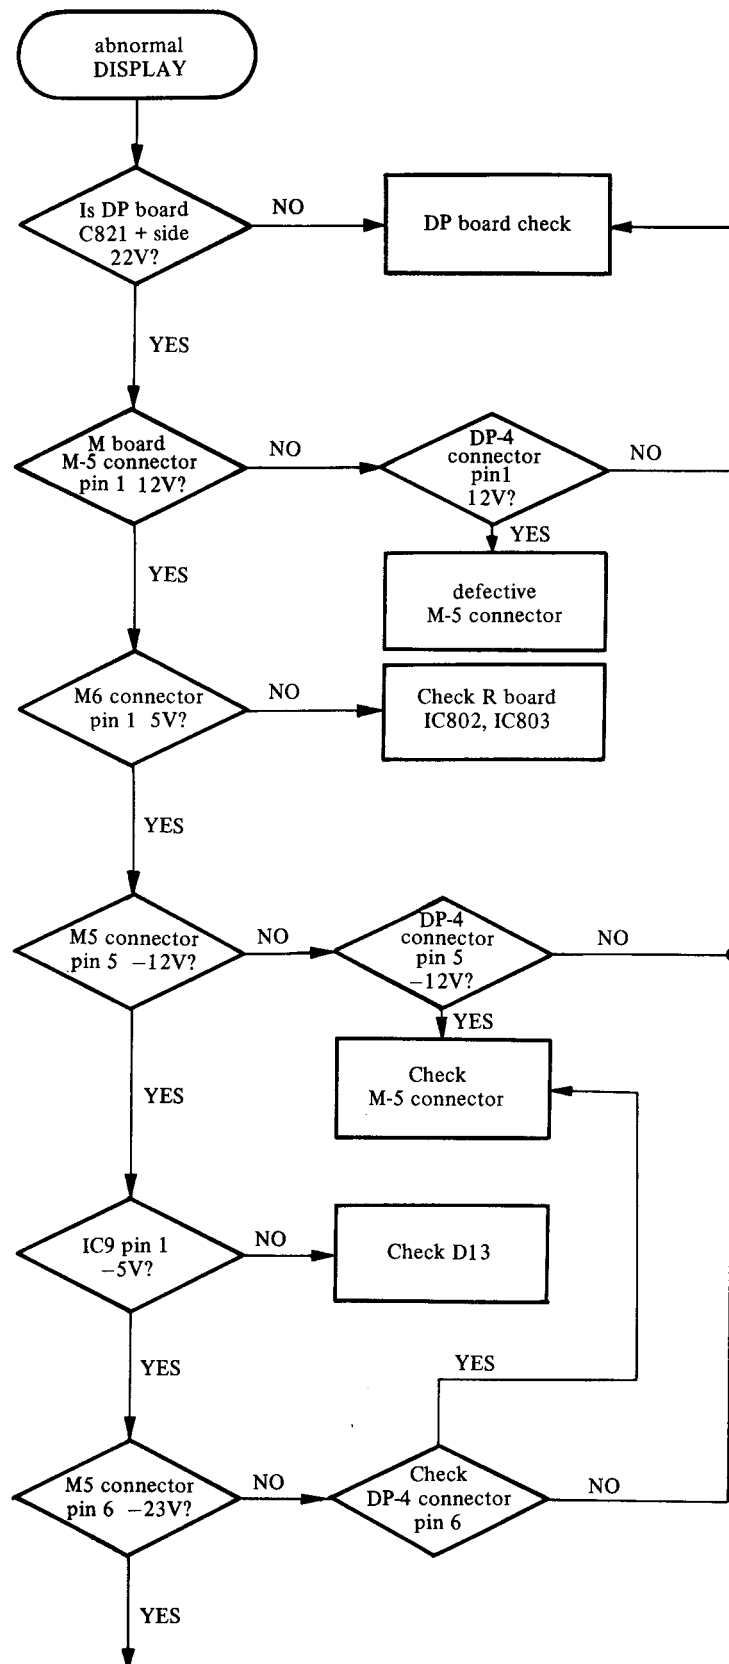 abnormal
DISPLAY
Is DP board
C821 + side
22V?
NO
DP board check
YES
M board
M-5 connector
pin 1 12V?
NO
DP-4
connector
pin1
12V?
NO
YES
YES
defective
M-5 connector
M6 connector
pin 1 5V?
NO
Check R board
IC802, IC803
YES
M5 connector
pin 5 −12V?
NO
DP-4
connector
pin 5
−12V?
NO
YES
YES
Check
M-5 connector
IC9 pin 1
−5V?
NO
Check D13
YES
YES
M5 connector
pin 6 −23V?
NO
Check
DP-4 connector
pin 6
NO
YES